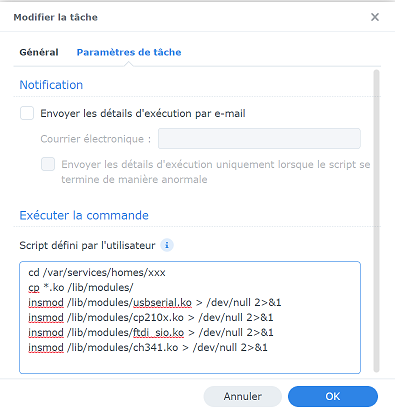 Modifier la tâche
Général Paramètres de tâche
Notification
Envoyer les détails d'exécution par e-mail
Courrier électronique :
Envoyer les détails d'exécution uniquement lorsque le script se
termine de manière anormale
Exécuter la commande
Script défini par l'utilisateur i
cd /var/services/homes/xxx
cp *.ko /lib/modules/
insmod /lib/modules/usbserial.ko > /dev/null 2>&1
insmod /lib/modules/cp210x.ko > /dev/null 2>&1
insmod /lib/modules/ftdi_sio.ko > /dev/null 2>&1
insmod /lib/modules/ch341.ko > /dev/null 2>&1
Annuler OK